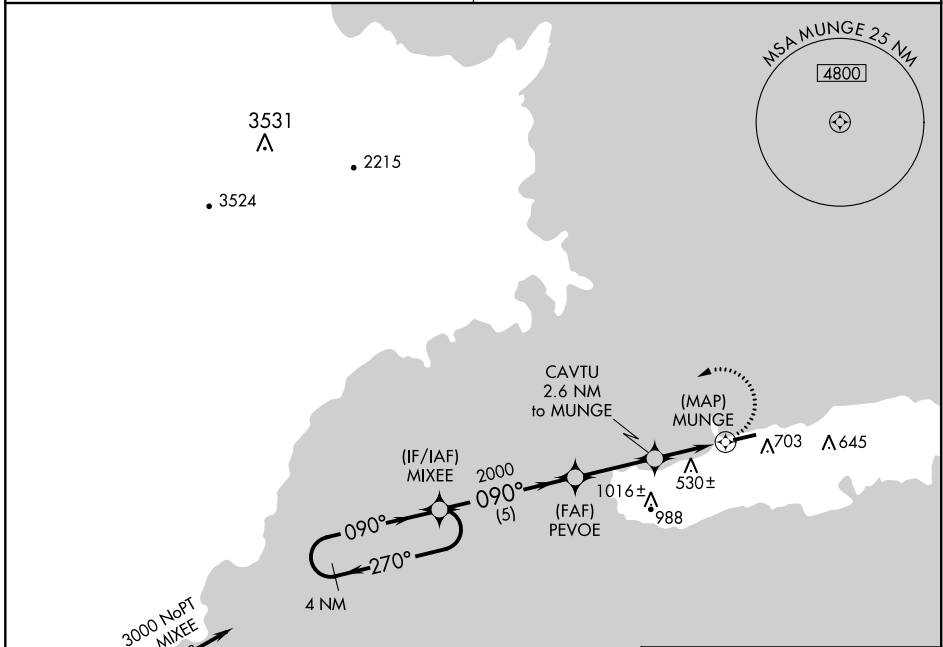 MSA MUNGE 25 NM
4800
3531
2215
3524
CAVTU
2.6 NM
to MUNGE
(MAP)
MUNGE
703
645
(IF/IAF)
MIXEE
2000
090°
(5)
(FAF)
PEVOE
1016±
530±
988
090°
270°
4 NM
3000 NoPT
MIXEE